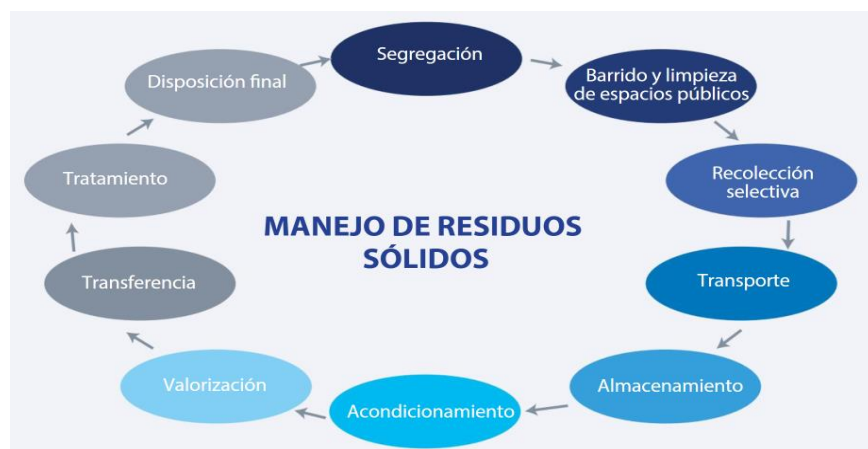 Segregación
Barrido y limpieza
de espacios públicos
Recolección
selectiva
Transporte
Almacenamiento
Acondicionamiento
Valorización
Transferencia
Tratamiento
Disposición final
MANEJO DE RESIDUOS
SÓLIDOS